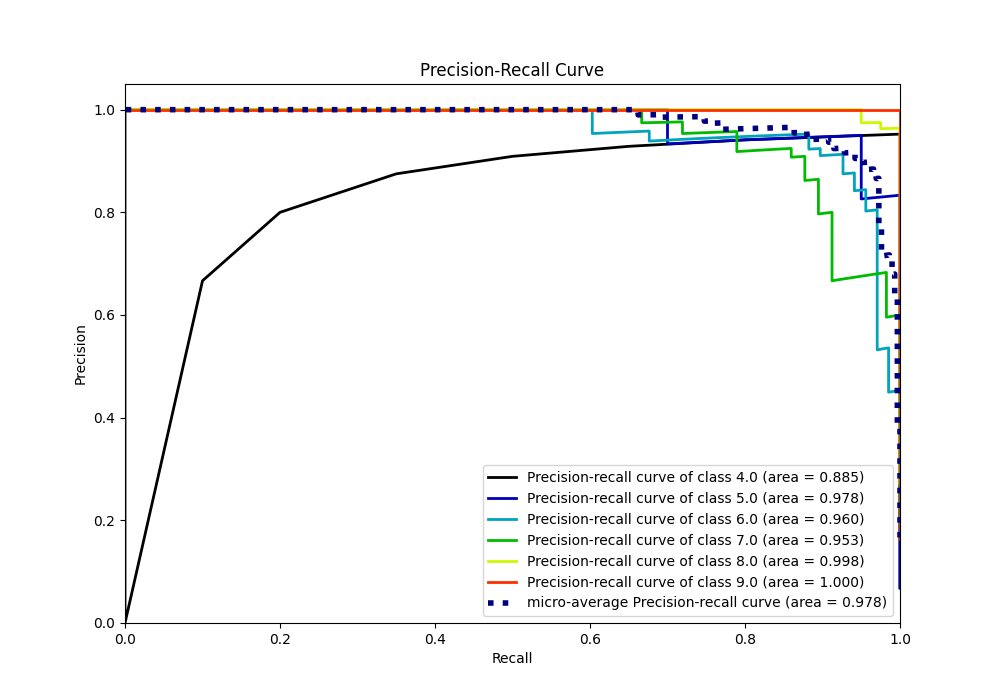 Precision-Recall Curve
1.0
0.8
0.6
0.4
0.2
0.0
Precision
Precision-recall curve of class 4.0 (area = 0.885)
Precision-recall curve of class 5.0 (area = 0.978)
Precision-recall curve of class 6.0 (area = 0.960)
Precision-recall curve of class 7.0 (area = 0.953)
Precision-recall curve of class 8.0 (area = 0.998)
Precision-recall curve of class 9.0 (area = 1.000)
micro-average Precision-recall curve (area = 0.978)
0.0 0.2 0.4 0.6 0.8 1.0
Recall